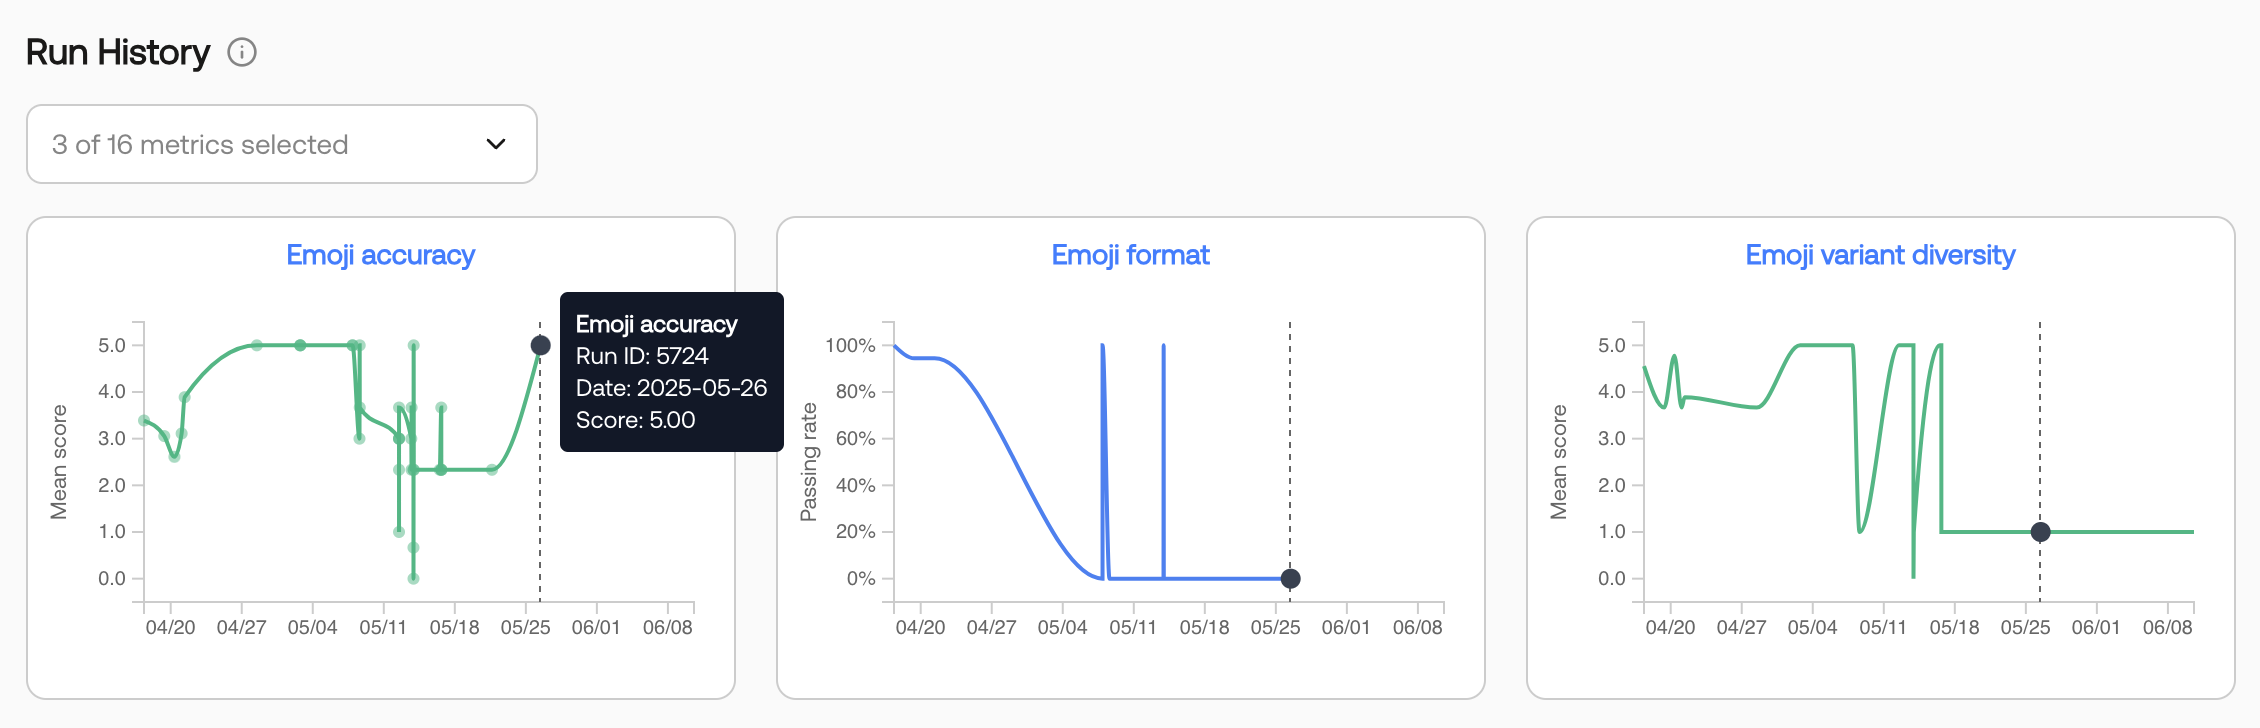 Run History
3 of 16 metrics selected
Emoji accuracy
Mean score
5.0
4.0
3.0
2.0
1.0
0.0
04/20 04/27 05/04 05/11 05/18 05/25 06/01 06/08
Emoji accuracy
Run ID: 5724
Date: 2025-05-26
Score: 5.00
Emoji format
Passing rate
100%
80%
60%
40%
20%
0%
04/20 04/27 05/04 05/11 05/18 05/25 06/01 06/08
Emoji variant diversity
Mean score
5.0
4.0
3.0
2.0
1.0
0.0
04/20 04/27 05/04 05/11 05/18 05/25 06/01 06/08